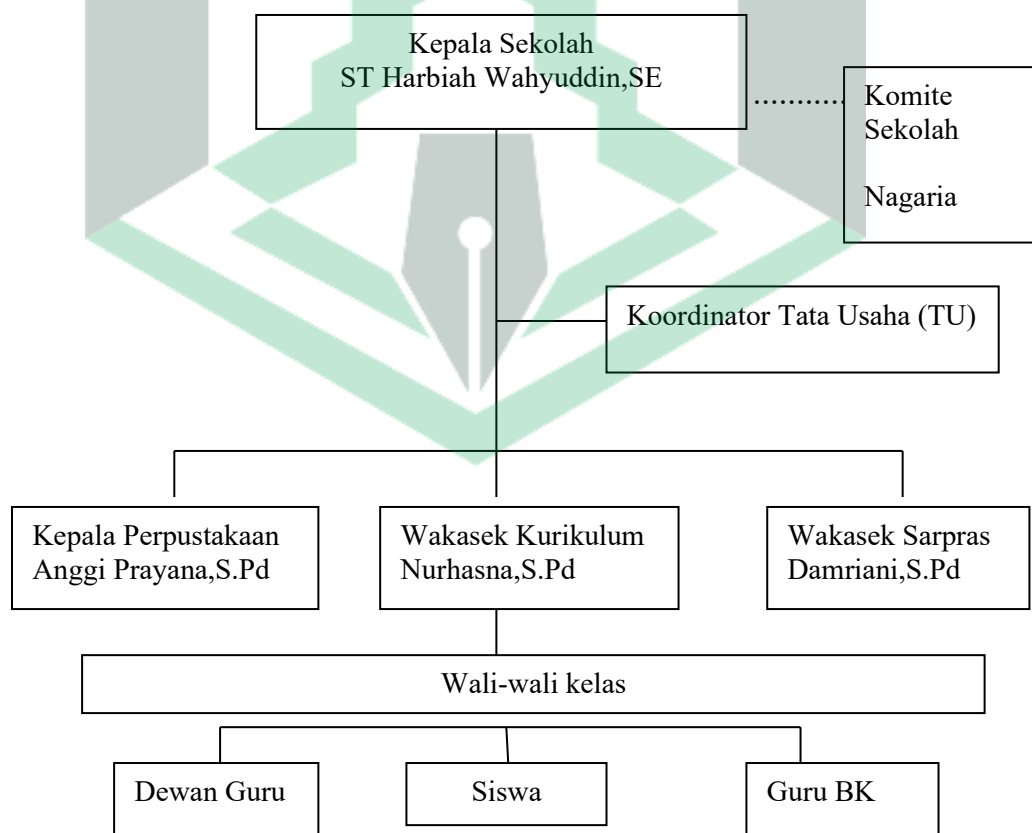 Kepala Sekolah
ST Harbiah Wahyuddin,SE
Komite
Sekolah
Nagaria
Koordinator Tata Usaha (TU)
Kepala Perpustakaan
Anggi Prayana,S.Pd
Wakasek Kurikulum
Nurhasna,S.Pd
Wakasek Sarpras
Damriani,S.Pd
Wali-wali kelas
Dewan Guru
Siswa
Guru BK